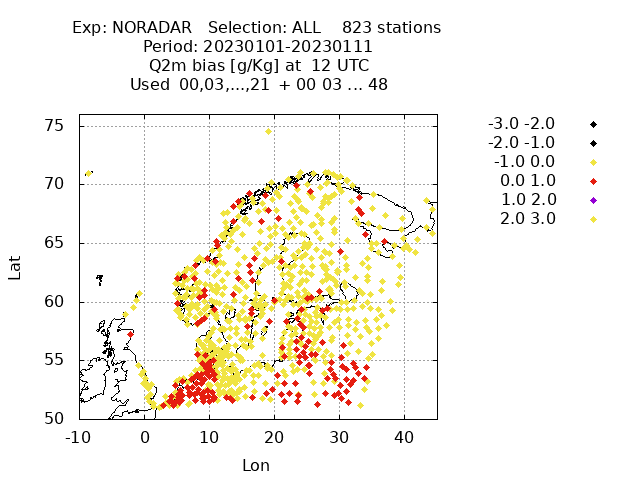 Exp: NORADAR   Selection: ALL    823 stations
Period: 20230101-20230111
Q2m bias [g/Kg] at  12 UTC
Used  00,03,...,21  + 00 03 ... 48
75
70
65
60
55
50
Lat
-10 0 10 20 30 40
Lon
-3.0 -2.0
-2.0 -1.0
-1.0 0.0
0.0 1.0
1.0 2.0
2.0 3.0